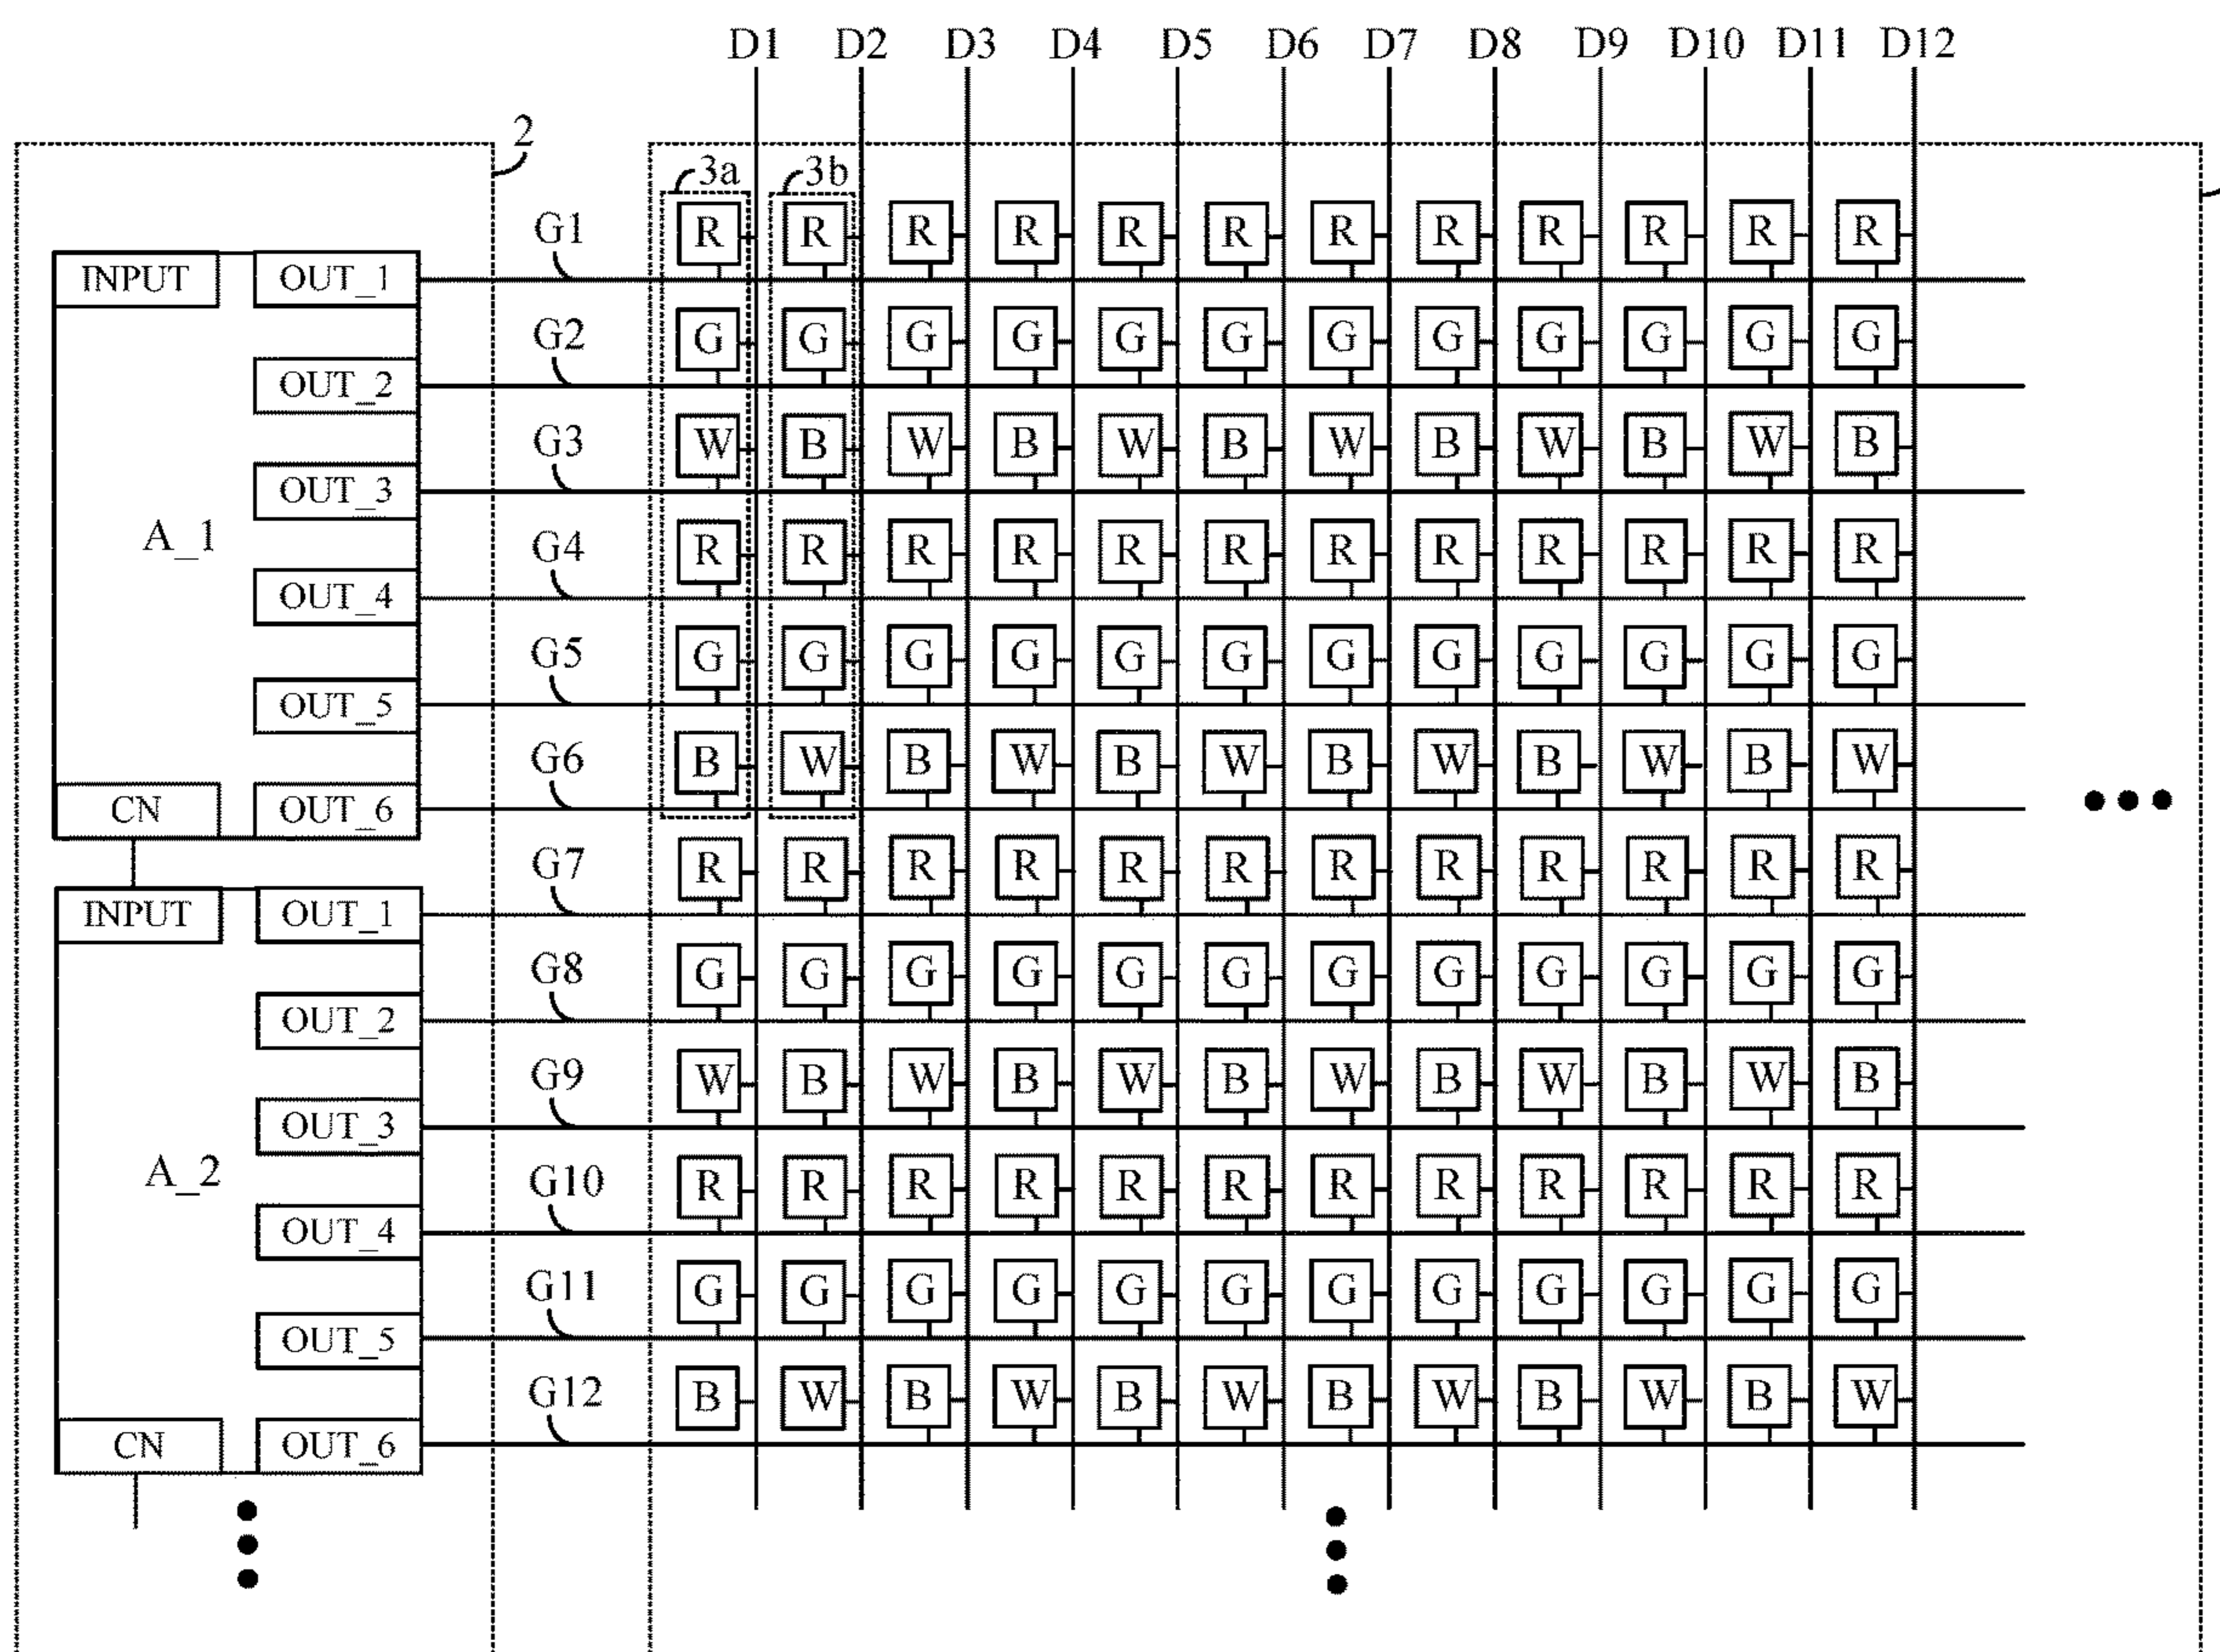 D1 D2 D3 D4 D5 D6 D7 D8 D9 D10 D11 D12
2
3a 3b
G1 R R R R R R R R R R R R
INPUT OUT_1
G2 G G G G G G G G G G G G
OUT_2
G3 W B W B W B W B W B W B
OUT_3
A_1
G4 R R R R R R R R R R R R
OUT_4
G5 G G G G G G G G G G G G
OUT_5
G6 B W B W B W B W B W B W
CN OUT_6
G7 R R R R R R R R R R R R
INPUT OUT_1
G8 G G G G G G G G G G G G
OUT_2
G9 W B W B W B W B W B W B
OUT_3
A_2
G10 R R R R R R R R R R R R
OUT_4
G11 G G G G G G G G G G G G
OUT_5
G12 B W B W B W B W B W B W
CN OUT_6